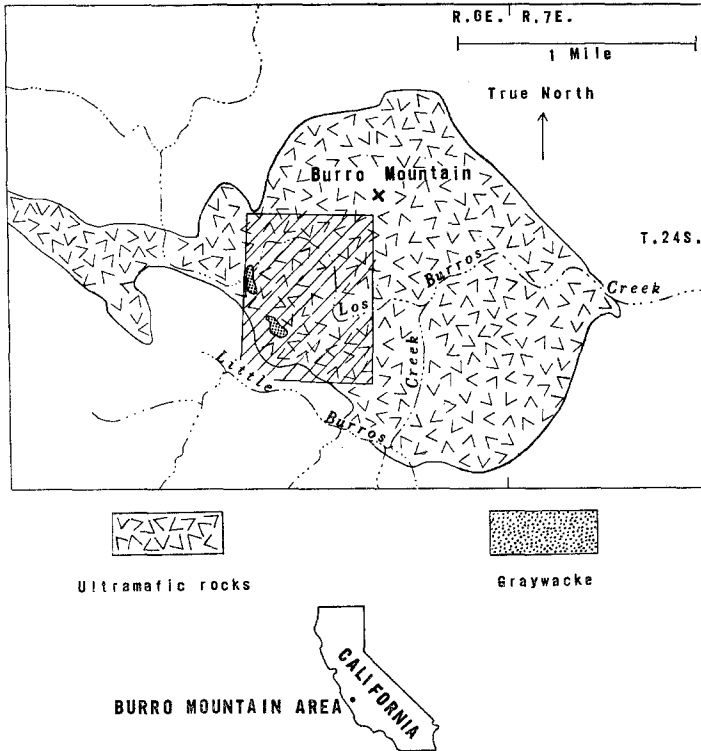 R.6E. R.7E.
1 Mile
True North
Burro Mountain
T.24S.
Burros
Creek
Los
Creek
Little
Burros
Ultramafic rocks
Graywacke
CALIFORNIA
BURRO MOUNTAIN AREA